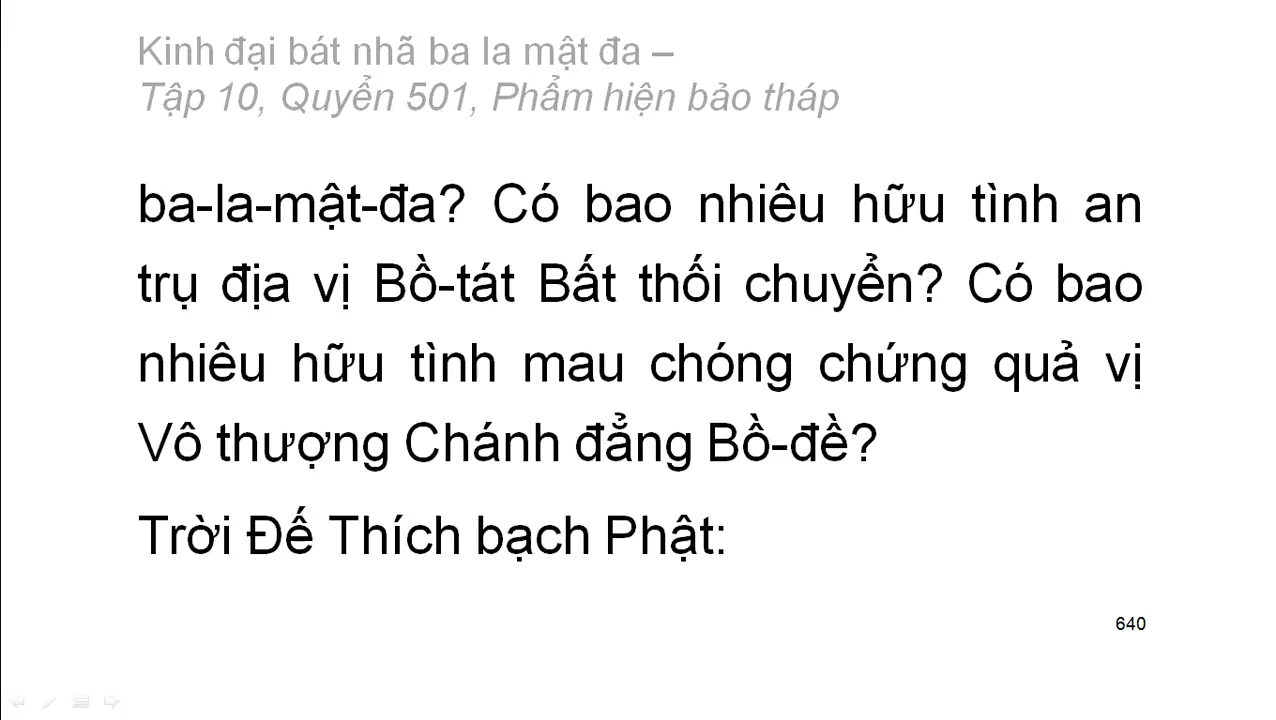 Kinh đại bát nhã ba la mật đa –
Tập 10, Quyển 501, Phẩm hiện bảo tháp
ba-la-mật-đa? Có bao nhiêu hữu tình an
trụ địa vị Bồ-tát Bất thối chuyển? Có bao
nhiêu hữu tình mau chóng chứng quả vị
Vô thượng Chánh đẳng Bồ-đề?
Trời Đế Thích bạch Phật:
640